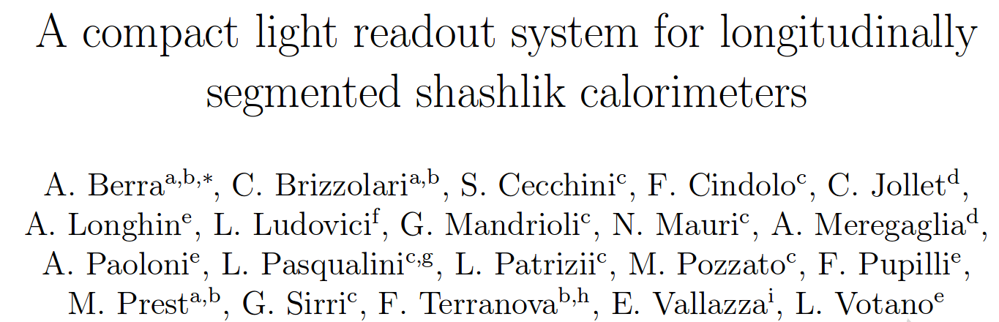 A compact light readout system for longitudinally
segmented shashlik calorimeters
A. Berraᵃ,ᵇ,*, C. Brizzolariᵃ,ᵇ, S. Cecchiniᶜ, F. Cindoloᶜ, C. Jolletᵈ,
A. Longhinᵉ, L. Ludoviciᶠ, G. Mandrioliᶜ, N. Mauriᶜ, A. Meregagliaᵈ,
A. Paoloniᵉ, L. Pasqualiniᶜ,ᵍ, L. Patriziiᶜ, M. Pozzatoᶜ, F. Pupilliᵉ,
M. Prestᵃ,ᵇ, G. Sirriᶜ, F. Terranovaᵇ,ʰ, E. Vallazzaⁱ, L. Votanoᵉ